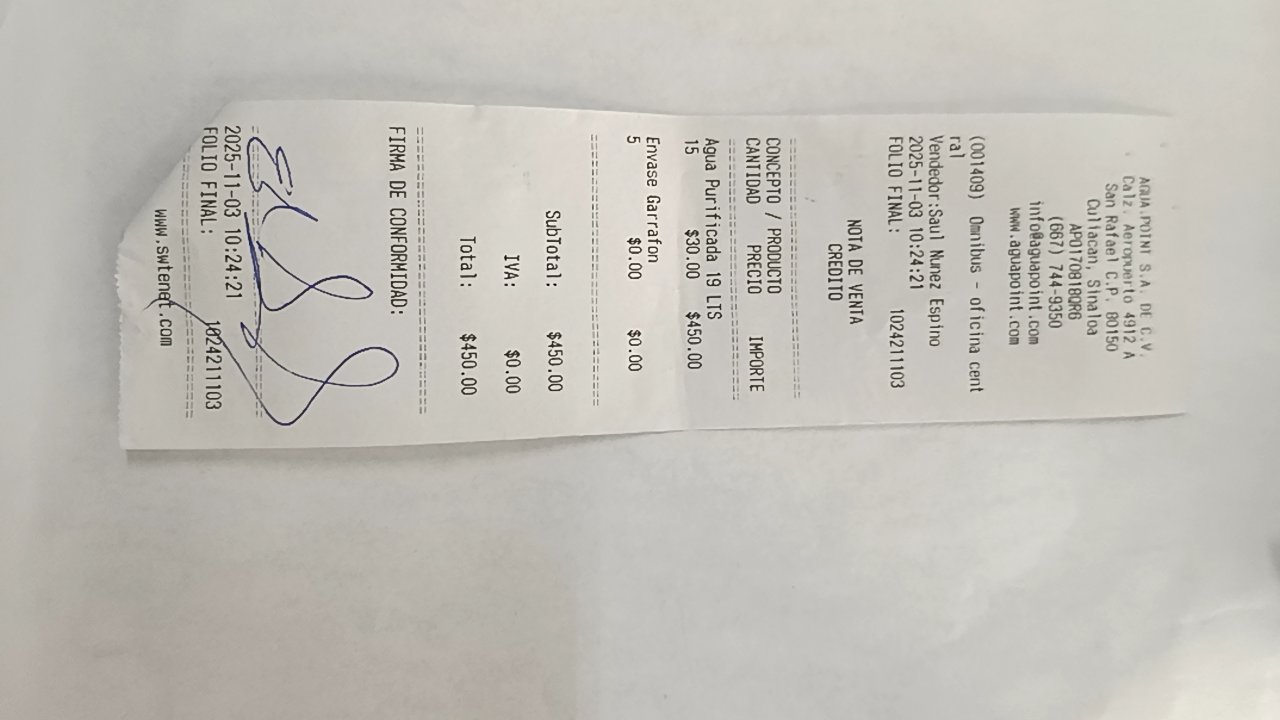 AGUA POINT S.A. DE C.V.
Calz. Aeropuerto 4912 A
San Rafael C.P. 80150
Culiacan, Sinaloa
APO170818QR6
(667) 744-9350
info@aguapoint.com
www.aguapoint.com
(001409) Omnibus - oficina cent
ral
Vendedor:Saul Nunez Espino
2025-11-03 10:24:21
FOLIO FINAL: 1024211103
NOTA DE VENTA
CREDITO
CONCEPTO / PRODUCTO
CANTIDAD PRECIO IMPORTE
Agua Purificada 19 LTS
15 $30.00 $450.00
Envase Garrafon
5 $0.00 $0.00
SubTotal: $450.00
IVA: $0.00
Total: $450.00
FIRMA DE CONFORMIDAD:
2025-11-03 10:24:21
FOLIO FINAL: 1024211103
www.swtenet.com